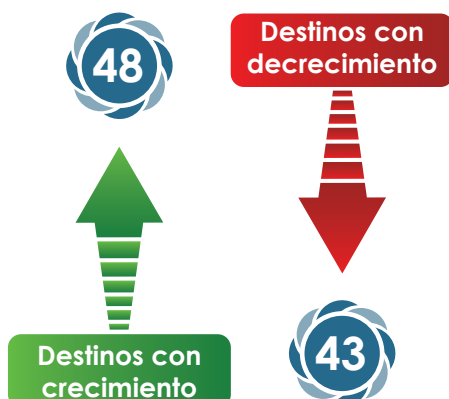 48
Destinos con
decrecimiento
Destinos con
crecimiento
43